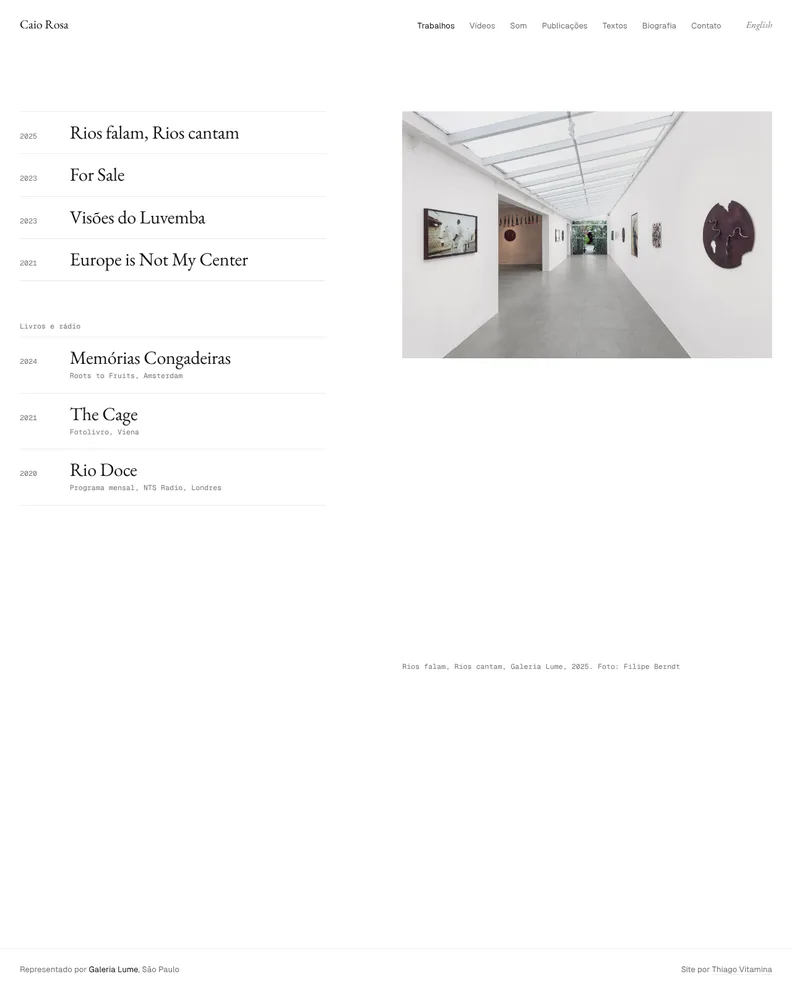 Caio Rosa
Trabalhos Vídeos Som Publicações Textos Biografia Contato English
2025 Rios falam, Rios cantam
2023 For Sale
2023 Visões do Luvemba
2021 Europe is Not My Center
Livros e rádio
2024 Memórias Congadeiras
Roots to Fruits, Amsterdam
2021 The Cage
Fotolivro, Viena
2020 Rio Doce
Programa mensal, NTS Radio, Londres
Rios falam, Rios cantam, Galeria Lume, 2025. Foto: Filipe Berndt
Representado por Galeria Lume, São Paulo
Site por Thiago Vitamina